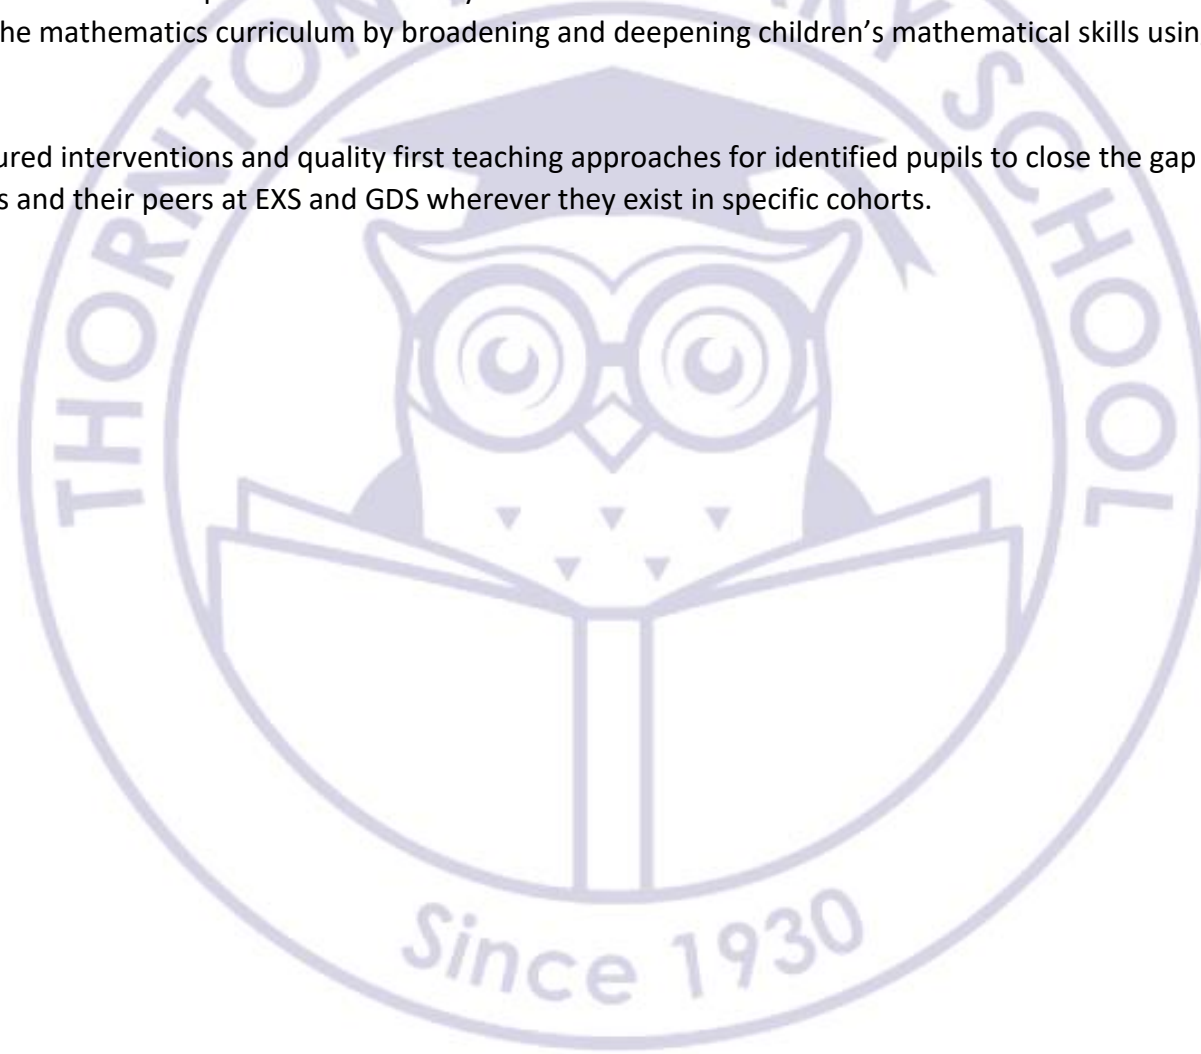 he mathematics curriculum by broadening and deepening children's mathematical skills usin
ured interventions and quality first teaching approaches for identified pupils to close the gap
s and their peers at EXS and GDS wherever they exist in specific cohorts.
THORNTON
SCHOOL
Since 1930